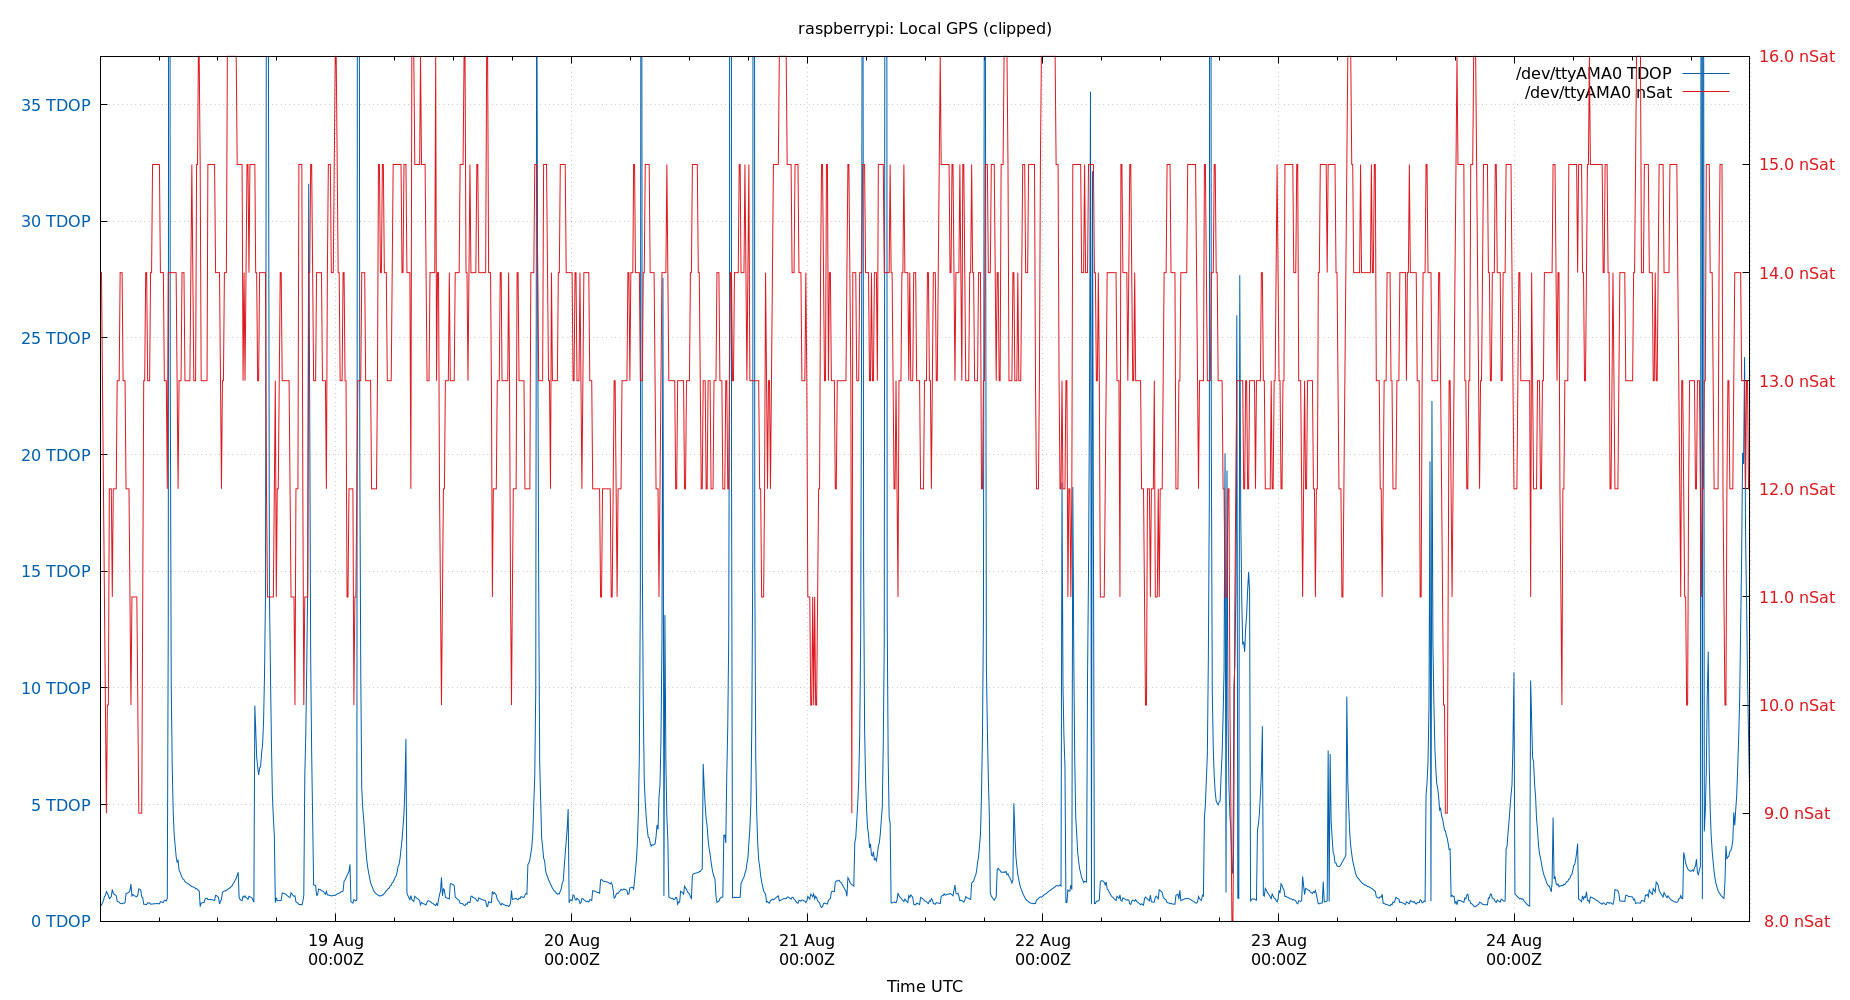 raspberrypi: Local GPS (clipped)
/dev/ttyAMA0 TDOP
/dev/ttyAMA0 nSat
35 TDOP
30 TDOP
25 TDOP
20 TDOP
15 TDOP
10 TDOP
5 TDOP
0 TDOP
16.0 nSat
15.0 nSat
14.0 nSat
13.0 nSat
12.0 nSat
11.0 nSat
10.0 nSat
9.0 nSat
8.0 nSat
19 Aug
00:00Z
20 Aug
00:00Z
21 Aug
00:00Z
22 Aug
00:00Z
23 Aug
00:00Z
24 Aug
00:00Z
Time UTC